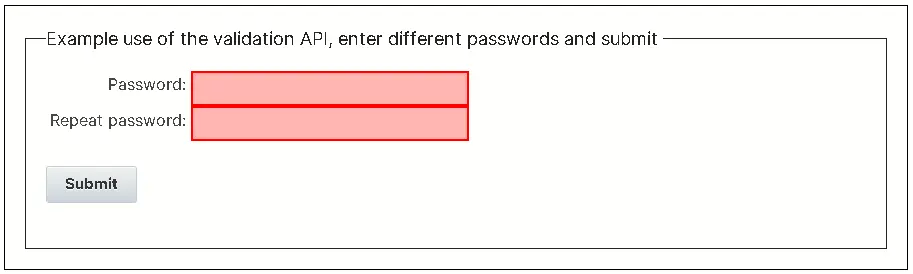 Example use of the validation API, enter different passwords and submit
Password:
Repeat password:
Submit